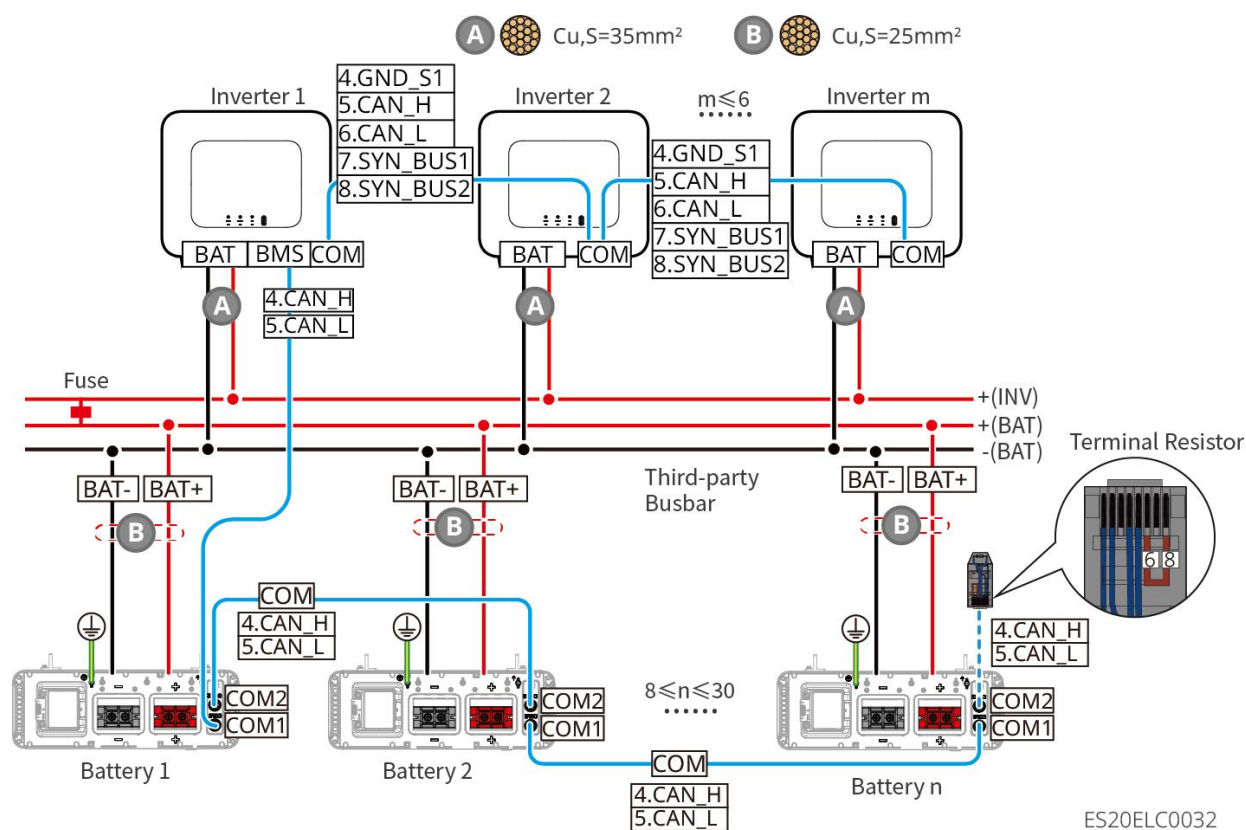 A Cu,S=35mm²
B Cu,S=25mm²
Inverter 1
4.GND_S1
5.CAN_H
6.CAN_L
7.SYN_BUS1
8.SYN_BUS2
Inverter 2
m≤6
Inverter m
4.GND_S1
5.CAN_H
6.CAN_L
7.SYN_BUS1
8.SYN_BUS2
BAT BMS COM
BAT COM
BAT COM
A
4.CAN_H
5.CAN_L
A
A
Fuse
+(INV)
+(BAT)
-(BAT)
Third-party
Busbar
Terminal Resistor
6 8
BAT- BAT+
BAT- BAT+
BAT- BAT+
B
B
B
COM
4.CAN_H
5.CAN_L
4.CAN_H
5.CAN_L
- +
COM2
COM1
- +
- +
COM2
COM1
- +
8≤n≤30
- +
COM2
COM1
- +
Battery 1
Battery 2
COM
4.CAN_H
5.CAN_L
Battery n
ES20ELC0032